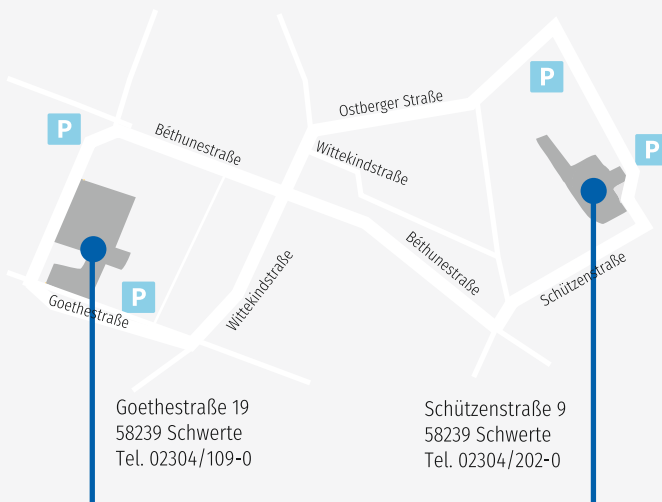 P
P
Ostberger Straße
P
Béthunestraße
Wittekindstraße
P
Béthunestraße
Wittekindstraße
Schützenstraße
P
Goethestraße
Goethestraße 19
58239 Schwerte
Tel. 02304/109-0
Schützenstraße 9
58239 Schwerte
Tel. 02304/202-0